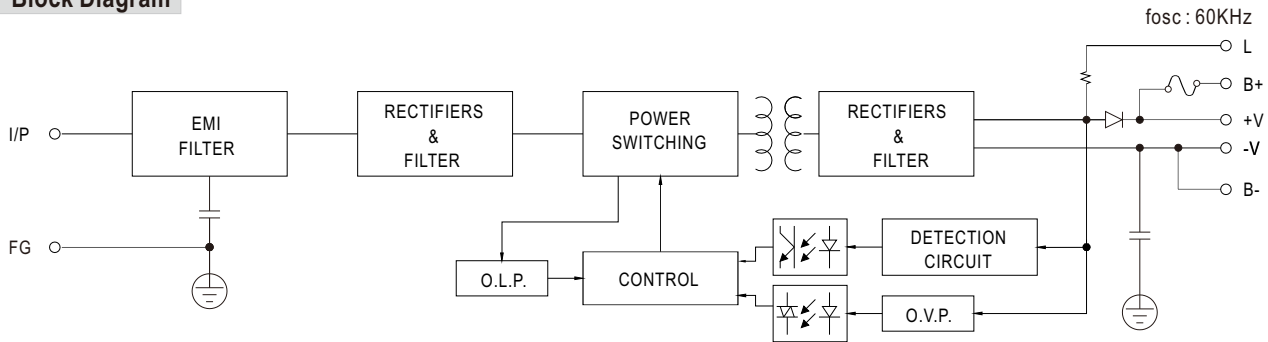 Block Diagram
fosc : 60KHz
L
B+
+V
-V
B-
I/P
EMI
FILTER
RECTIFIERS
&
FILTER
POWER
SWITCHING
RECTIFIERS
&
FILTER
FG
O.L.P.
CONTROL
DETECTION
CIRCUIT
O.V.P.